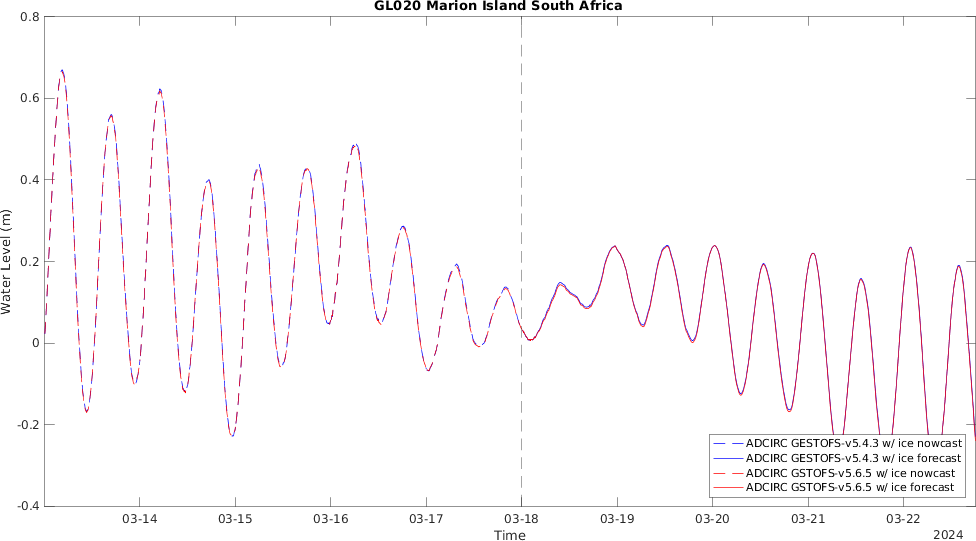 GL020 Marion Island South Africa
0.8
0.6
0.4
0.2
0
-0.2
-0.4
Water Level (m)
ADCIRC GESTOFS-v5.4.3 w/ ice nowcast
ADCIRC GESTOFS-v5.4.3 w/ ice forecast
ADCIRC GSTOFS-v5.6.5 w/ ice nowcast
ADCIRC GSTOFS-v5.6.5 w/ ice forecast
03-14 03-15 03-16 03-17 03-18 03-19 03-20 03-21 03-22
Time
2024